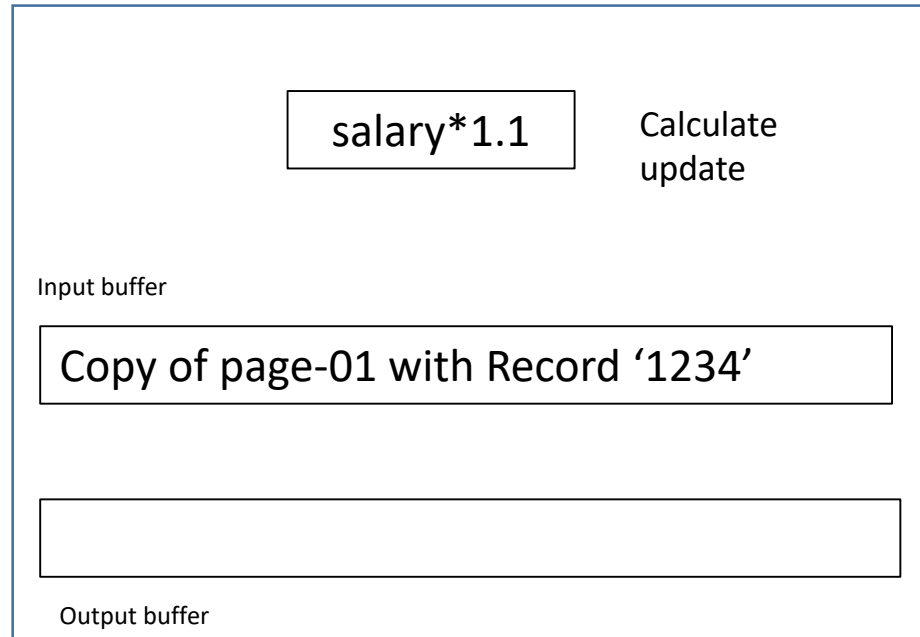 salary*1.1
Calculate
update
Input buffer
Copy of page-01 with Record ‘1234’
Output buffer